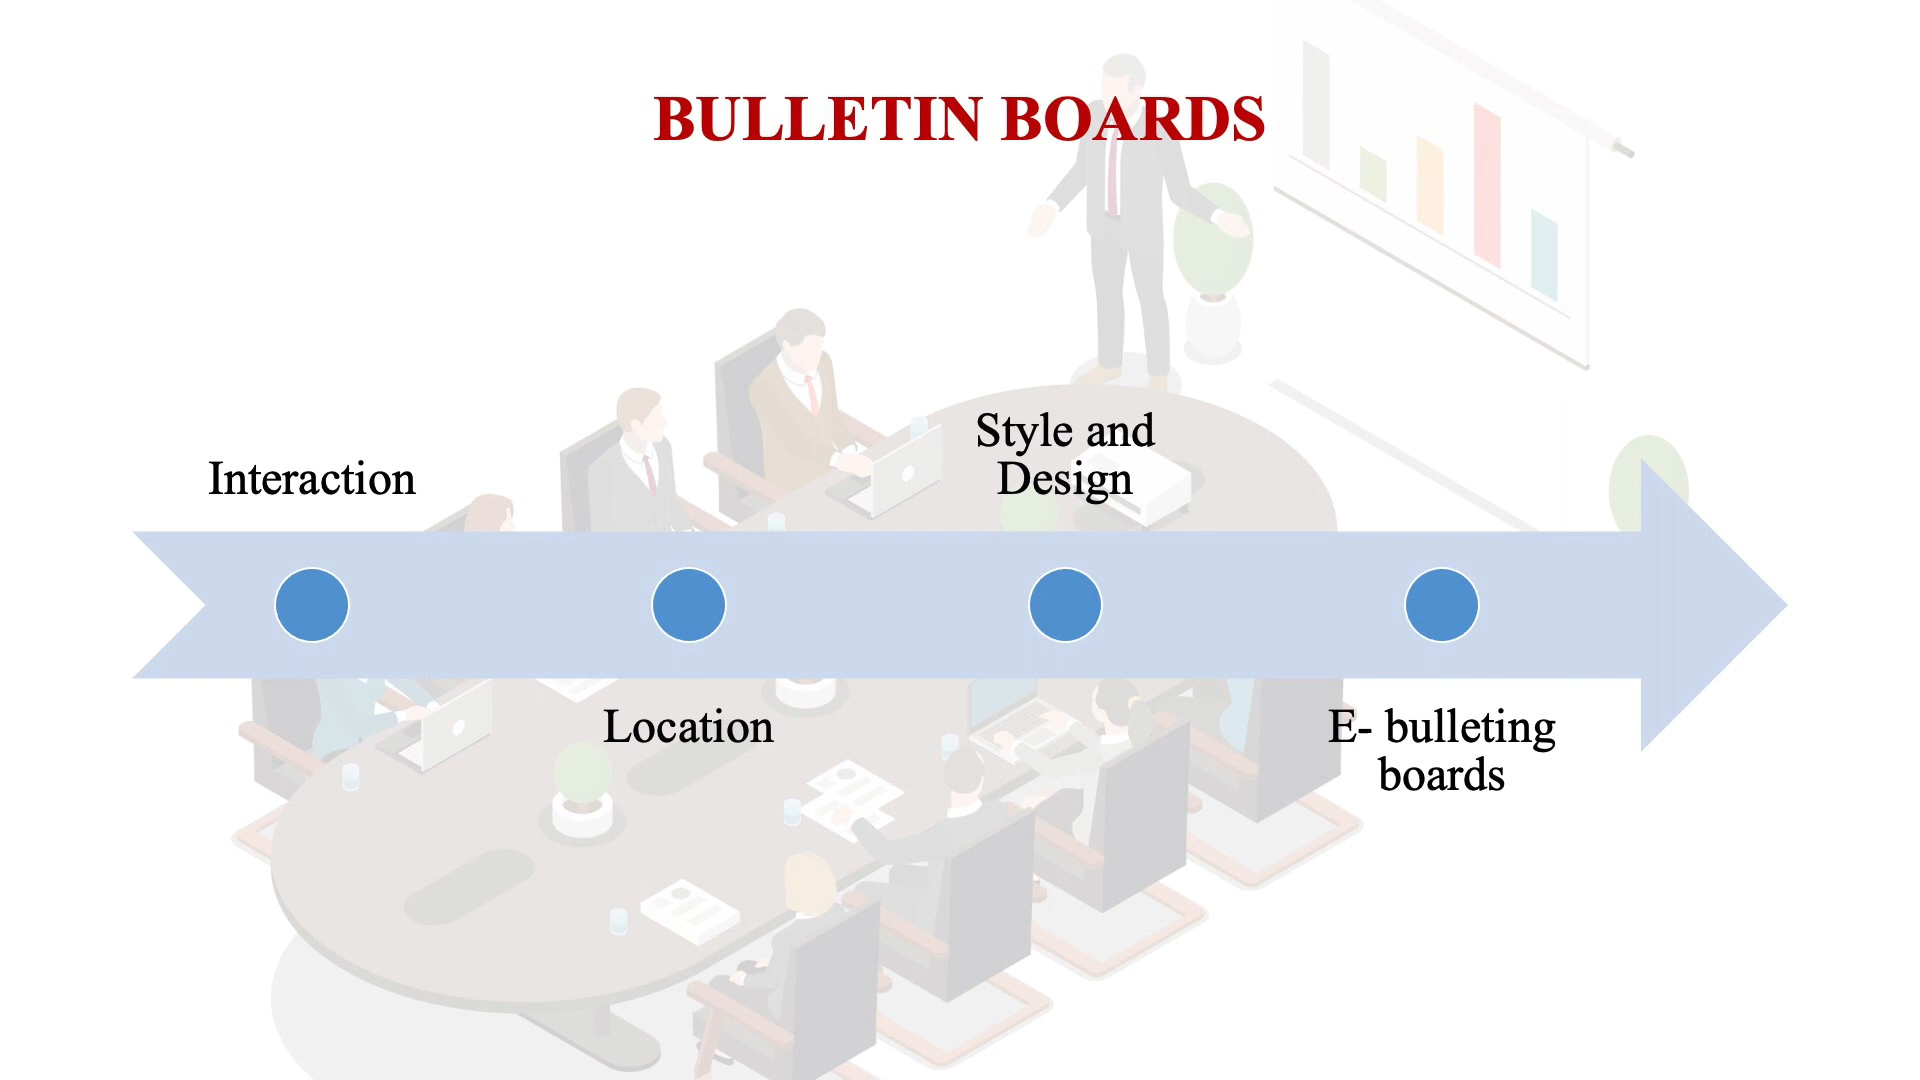 BULLETIN BOARDS
Interaction
Location
Style and
Design
E- bulleting
boards